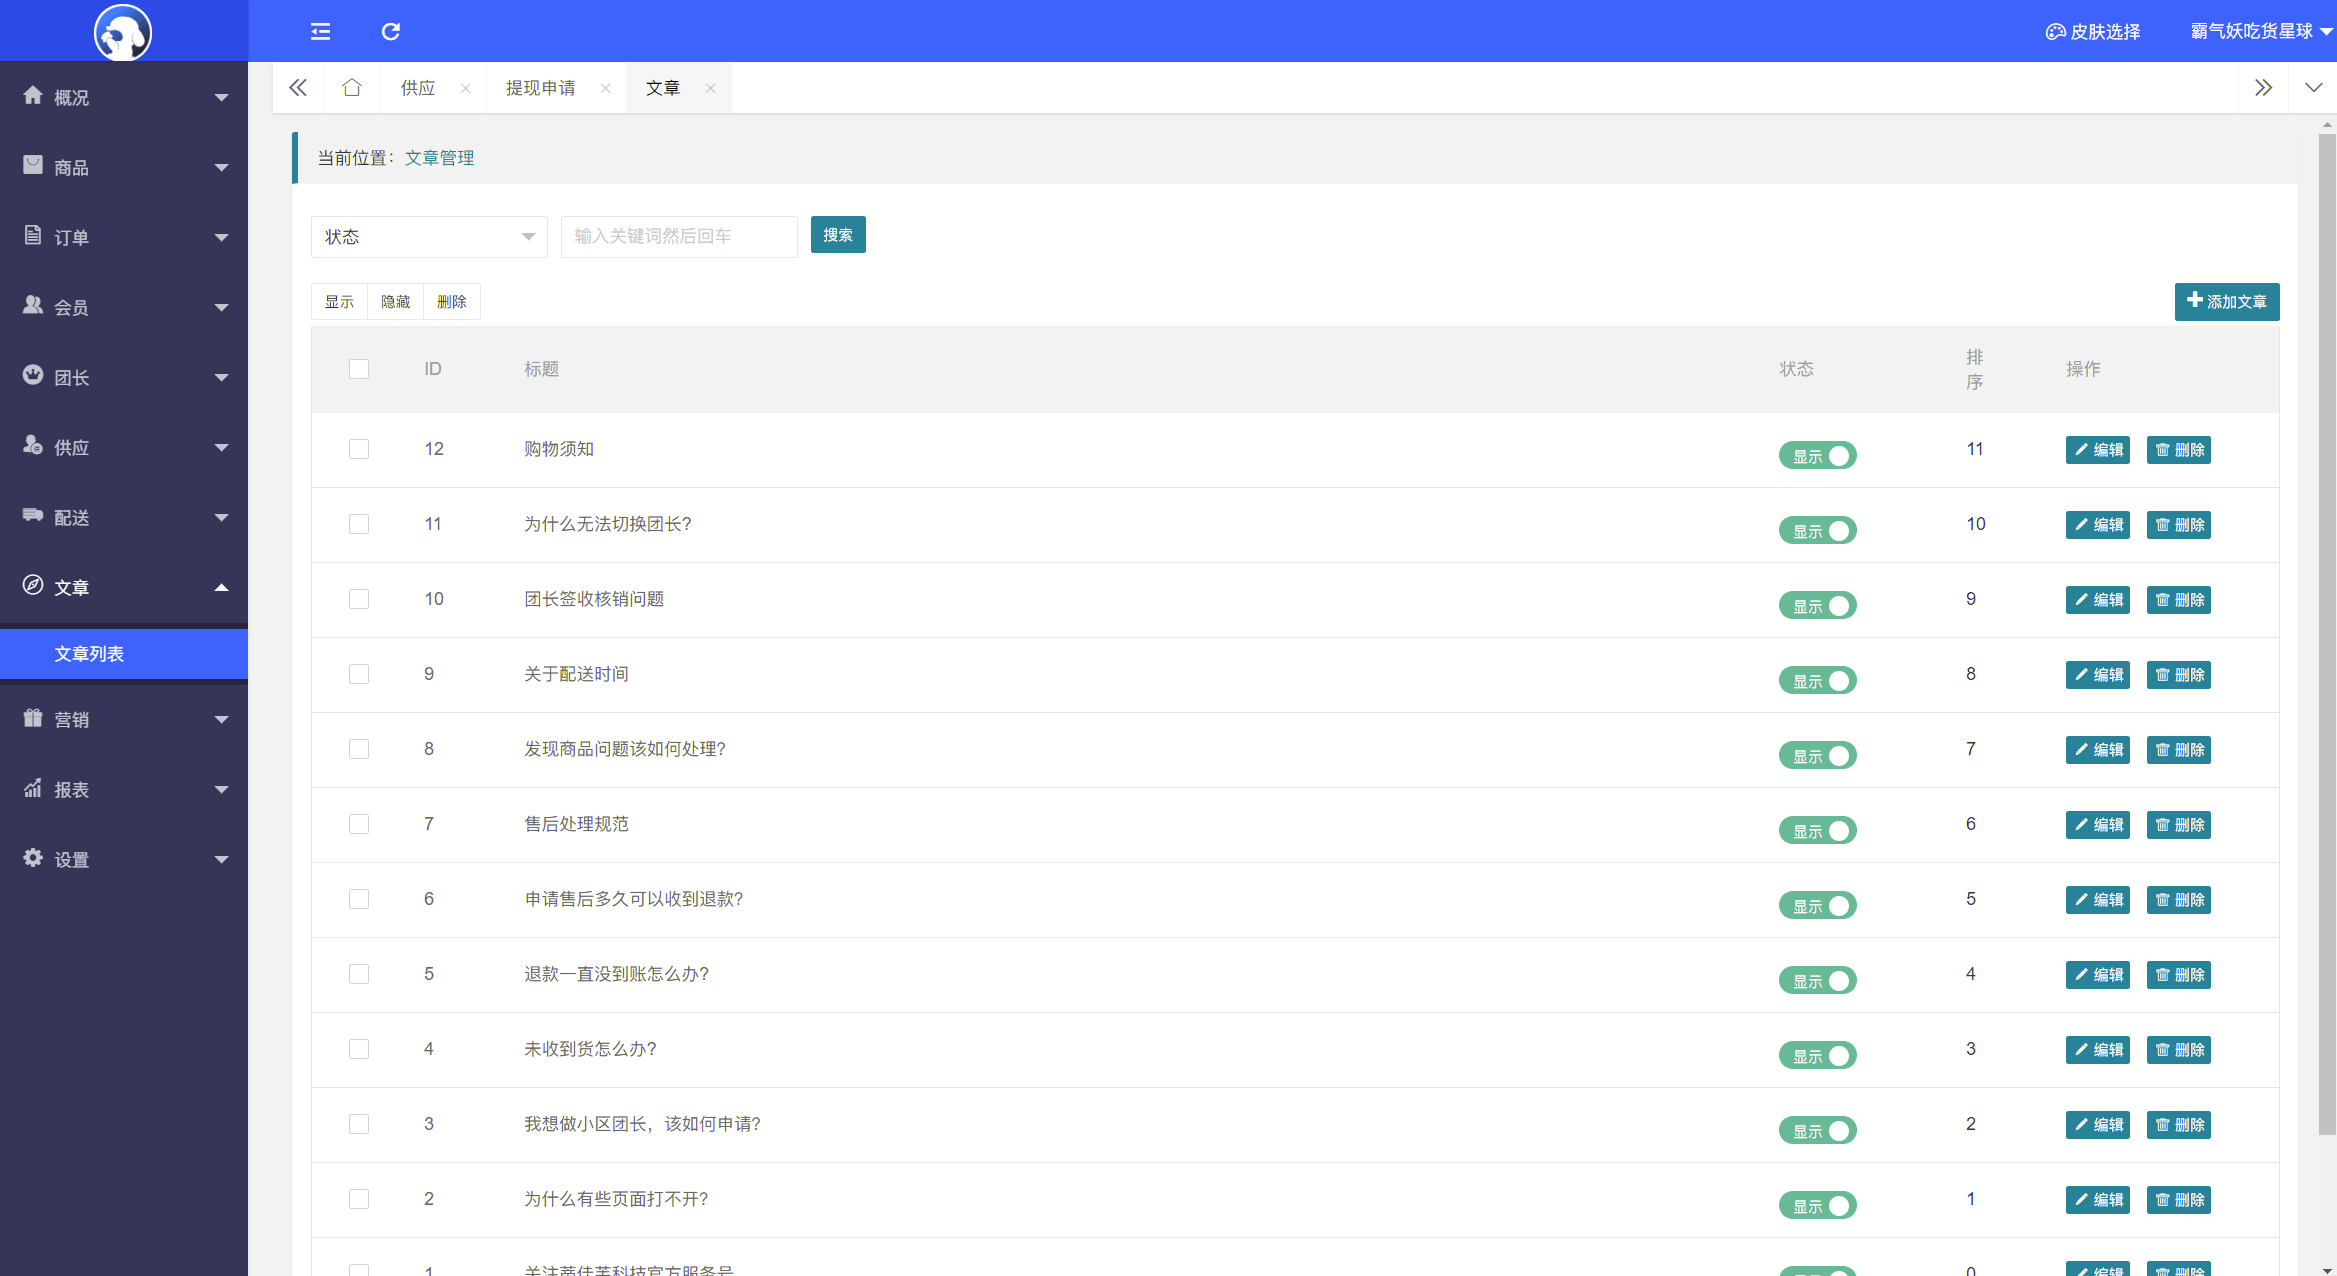 皮肤选择 霸气妖吃货星球
概况
商品
订单
会员
团长
供应
配送
文章
文章列表
营销
报表
设置
供应 提现申请 文章
当前位置：文章管理
状态 输入关键词然后回车 搜索
显示 隐藏 删除 添加文章
ID 标题 状态 排序 操作
12 购物须知 显示 11 编辑 删除
11 为什么无法切换团长? 显示 10 编辑 删除
10 团长签收核销问题 显示 9 编辑 删除
9 关于配送时间 显示 8 编辑 删除
8 发现商品问题该如何处理? 显示 7 编辑 删除
7 售后处理规范 显示 6 编辑 删除
6 申请售后多久可以收到退款? 显示 5 编辑 删除
5 退款一直没到账怎么办? 显示 4 编辑 删除
4 未收到货怎么办? 显示 3 编辑 删除
3 我想做小区团长，该如何申请? 显示 2 编辑 删除
2 为什么有些页面打不开? 显示 1 编辑 删除
1 0 编辑 删除